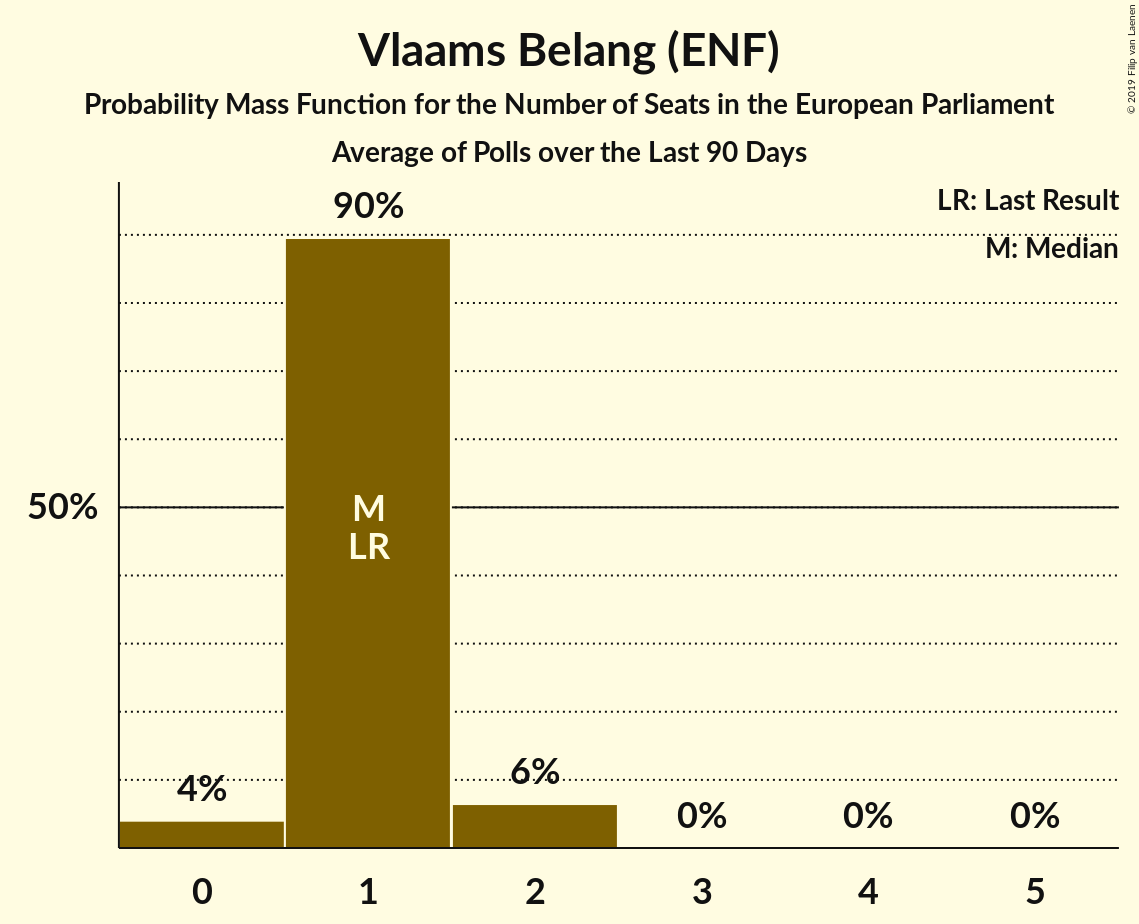 Vlaams Belang (ENF)
Probability Mass Function for the Number of Seats in the European Parliament
Average of Polls over the Last 90 Days
© 2019 Filip van Laenen
LR: Last Result
M: Median
90%
50%
M
LR
4%
6%
0%
0%
0%
0
1
2
3
4
5